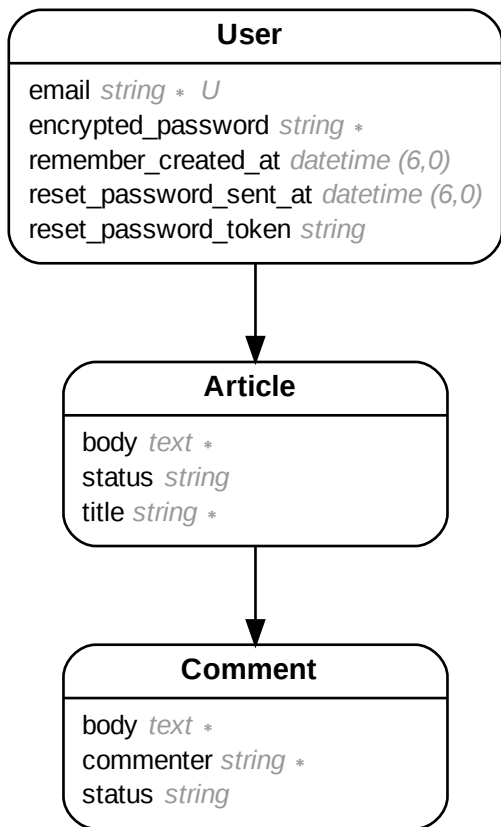 User
email string * U
encrypted_password string *
remember_created_at datetime (6,0)
reset_password_sent_at datetime (6,0)
reset_password_token string
Article
body text *
status string
title string *
Comment
body text *
commenter string *
status string